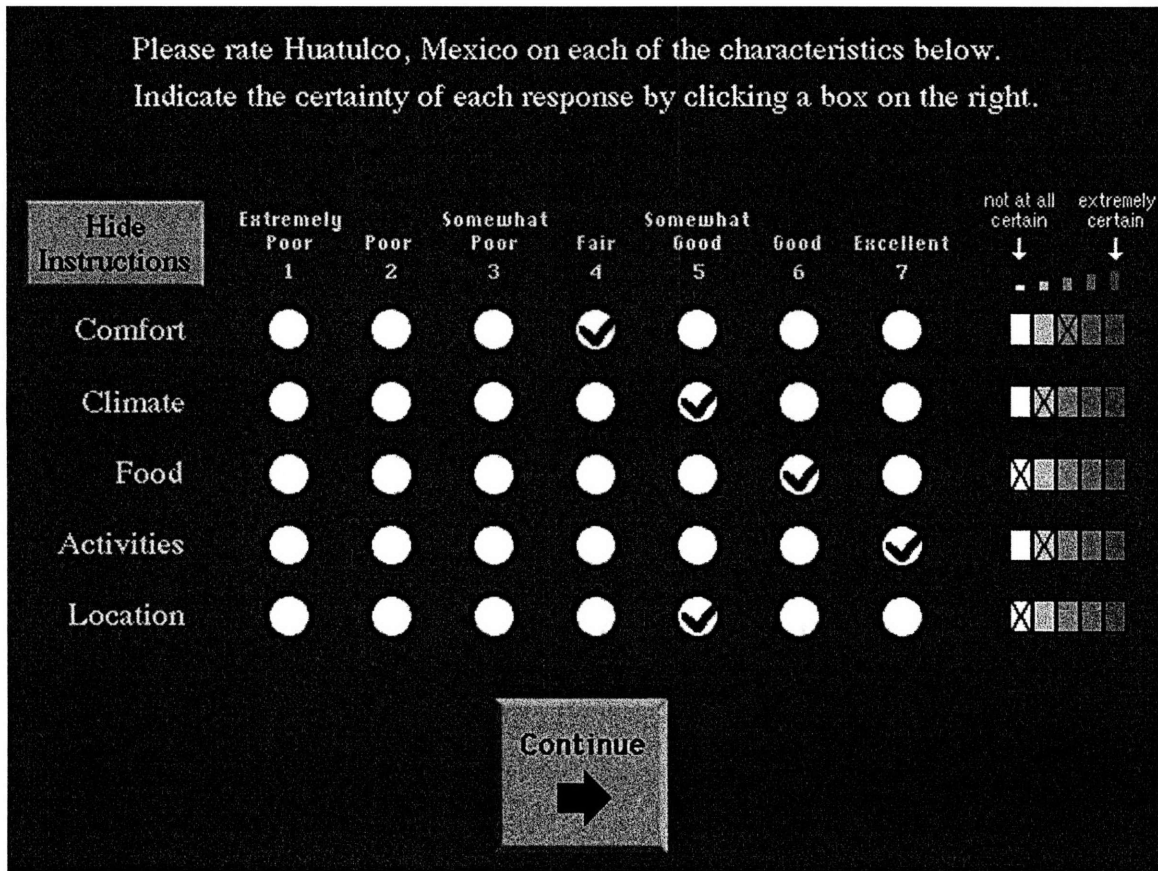 Please rate Huatulco, Mexico on each of the characteristics below.
Indicate the certainty of each response by clicking a box on the right.
Hide
Instructions
Extremely
Poor
1
Poor
2
Somewhat
Poor
3
Fair
4
Somewhat
Good
5
Good
6
Excellent
7
not at all
certain
extremely
certain
Comfort
Climate
Food
Activities
Location
Continue